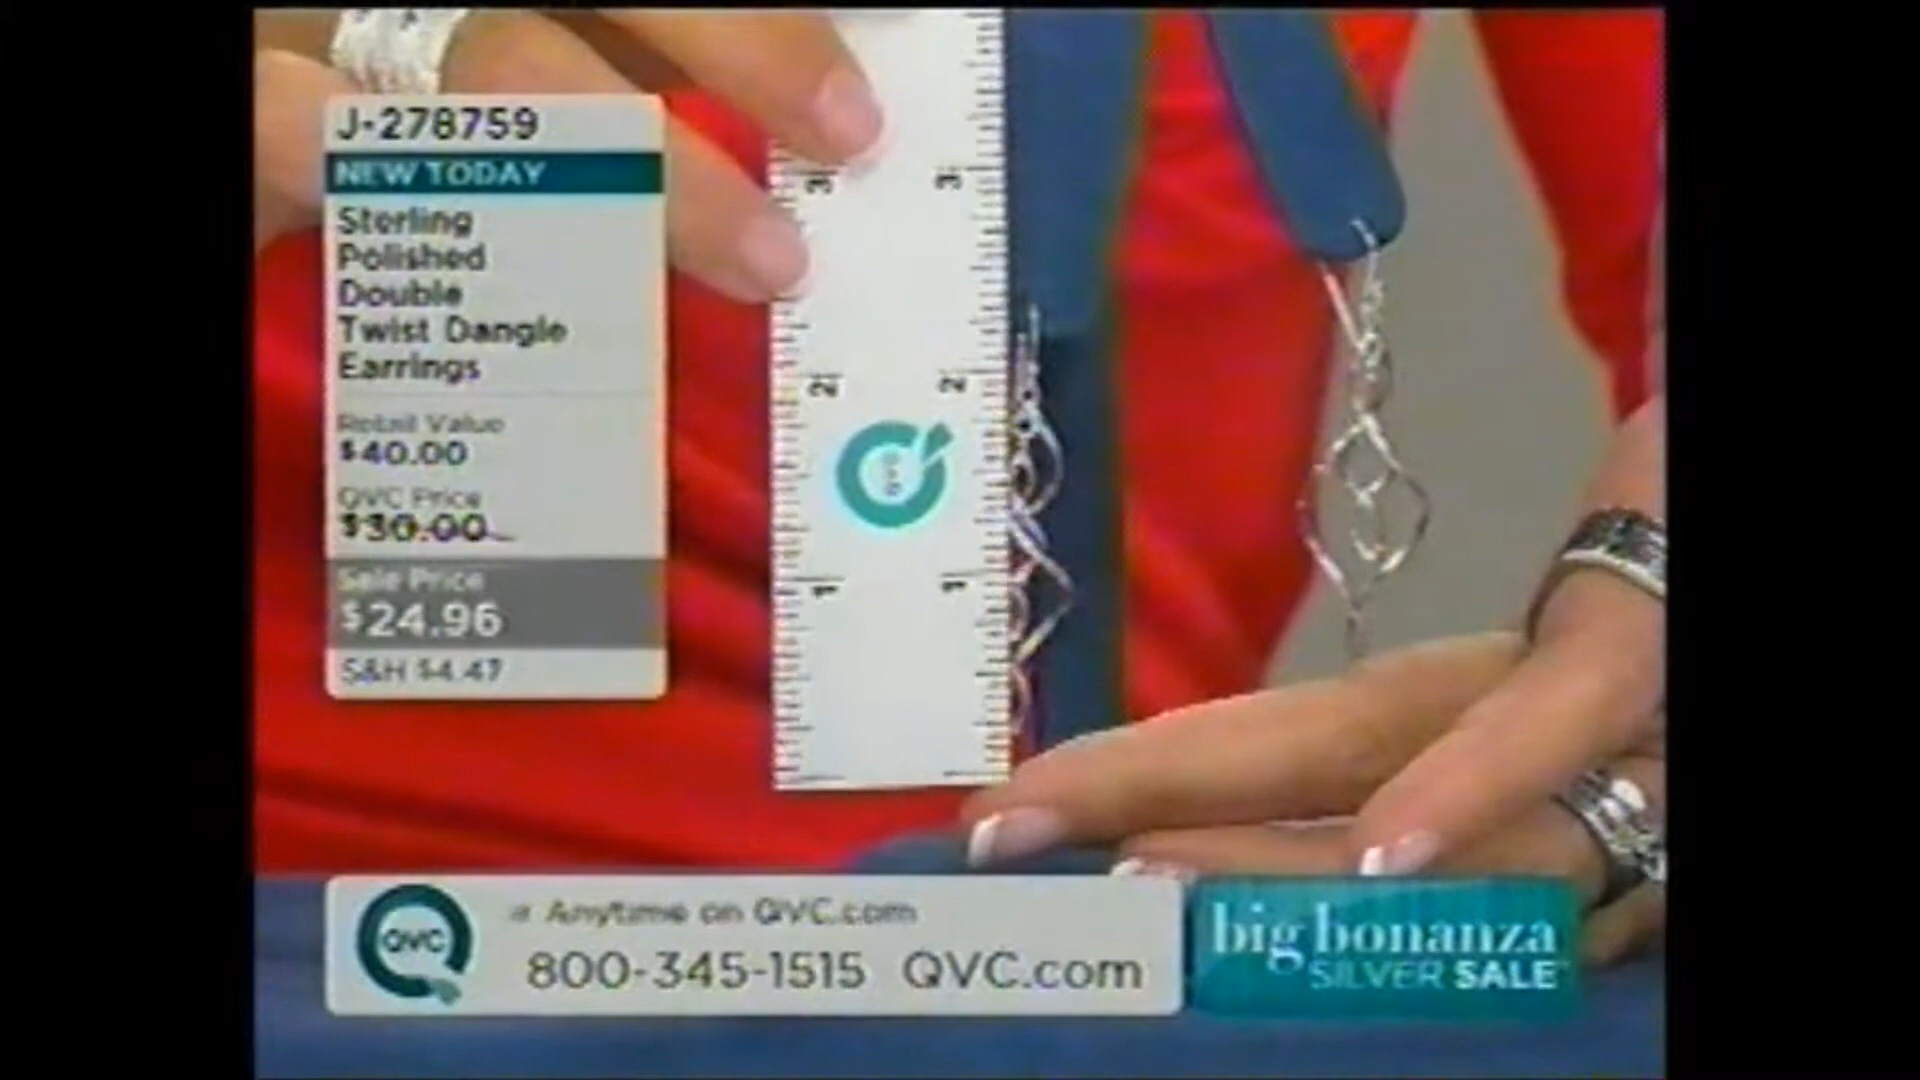 J-278759
NEW TODAY
Sterling
Polished
Double
Twist Dangle
Earrings
Retail Value
$40.00
QVC Price
$30.00
Sale Price
$24.96
S&H $4.47
3 3
2 2
QVC
1 1
QVC
Anytime on QVC.com
800-345-1515 QVC.com
big bonanza
SILVER SALE